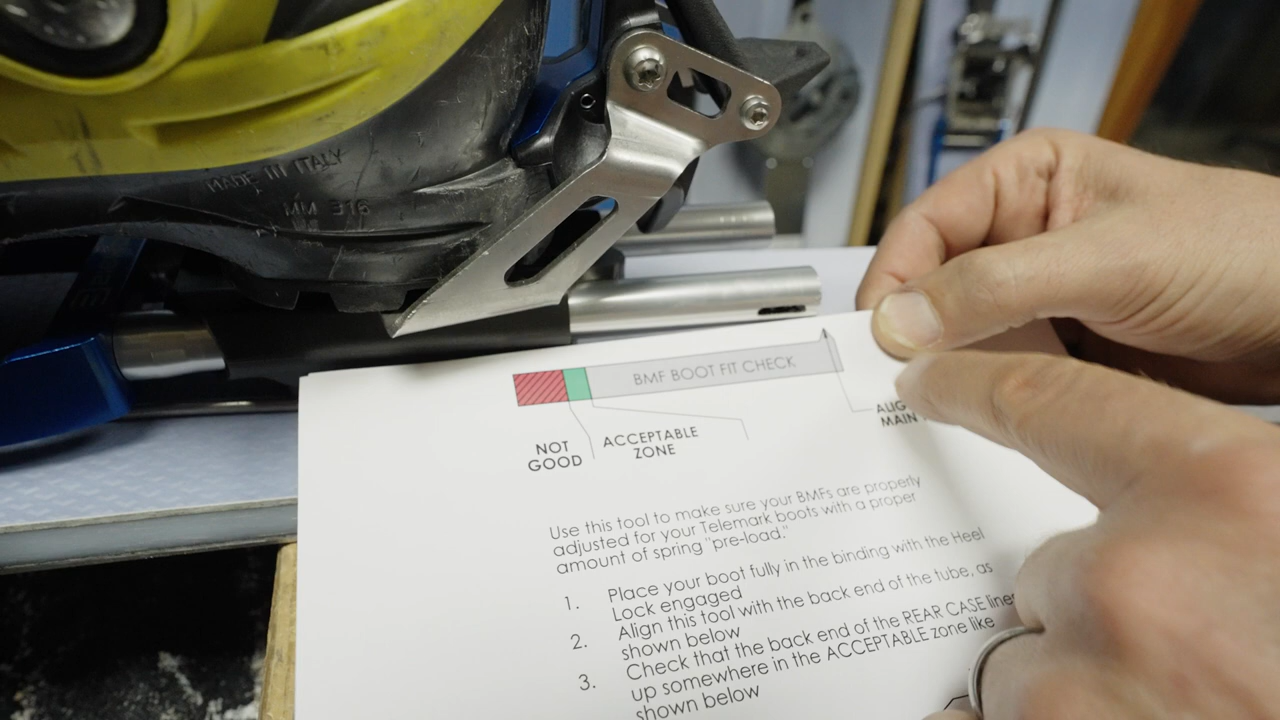 MADE IN ITALY
MM 316
BMF BOOT FIT CHECK
NOT
GOOD
ACCEPTABLE
ZONE
MAIN
Use this tool to make sure your BMFs are properly
adjusted for your Telemark boots with a proper
amount of spring "pre-load."
1. Place your boot fully in the binding with the Heel
Lock engaged
2. Align this tool with the back end of the tube, as
shown below
3. Check that the back end of the REAR CASE lines
up somewhere in the ACCEPTABLE zone like
shown below